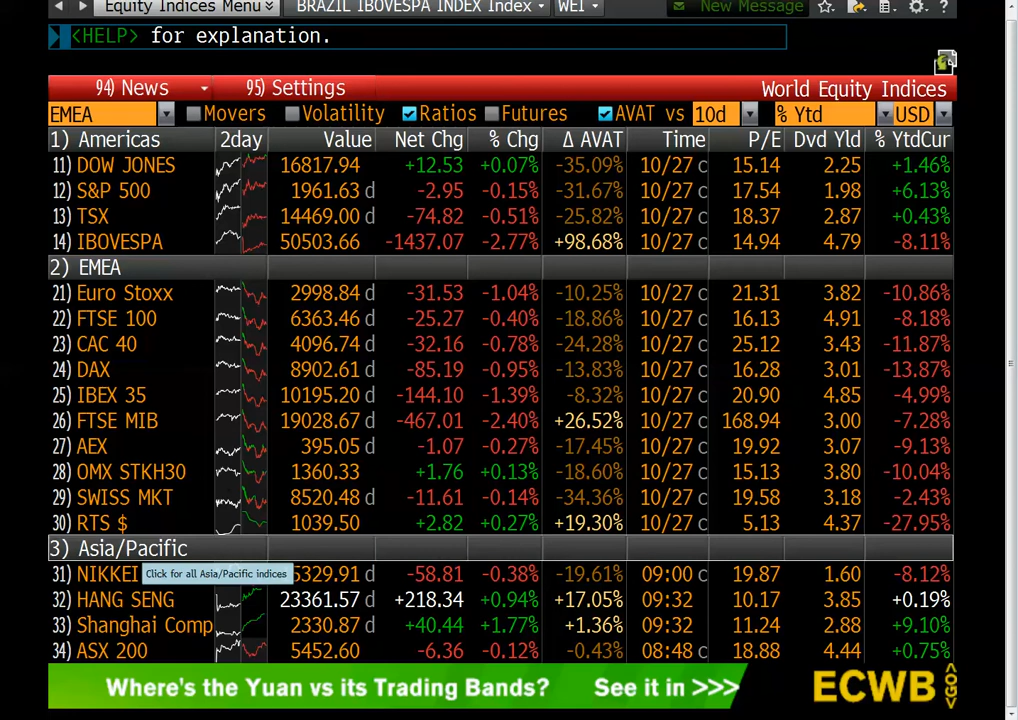 Equity Indices Menu BRAZIL IBOVESPA INDEX Index WEI New Message ?
<HELP> for explanation.
94) News 95) Settings World Equity Indices
EMEA Movers Volatility Ratios Futures AVAT vs 10d % Ytd USD
1) Americas 2day Value Net Chg % Chg Δ AVAT Time P/E Dvd Yld % YtdCur
11) DOW JONES 16817.94 +12.53 +0.07% -35.09% 10/27 c 15.14 2.25 +1.46%
12) S&P 500 1961.63 d -2.95 -0.15% -31.67% 10/27 c 17.54 1.98 +6.13%
13) TSX 14469.00 d -74.82 -0.51% -25.82% 10/27 c 18.37 2.87 +0.43%
14) IBOVESPA 50503.66 -1437.07 -2.77% +98.68% 10/27 c 14.94 4.79 -8.11%
2) EMEA
21) Euro Stoxx 2998.84 d -31.53 -1.04% -10.25% 10/27 c 21.31 3.82 -10.86%
22) FTSE 100 6363.46 d -25.27 -0.40% -18.86% 10/27 c 16.13 4.91 -8.18%
23) CAC 40 4096.74 d -32.16 -0.78% -24.28% 10/27 c 25.12 3.43 -11.87%
24) DAX 8902.61 d -85.19 -0.95% -13.83% 10/27 c 16.28 3.01 -13.87%
25) IBEX 35 10195.20 d -144.10 -1.39% -8.32% 10/27 c 20.90 4.85 -4.99%
26) FTSE MIB 19028.67 d -467.01 -2.40% +26.52% 10/27 c 168.94 3.00 -7.28%
27) AEX 395.05 d -1.07 -0.27% -17.45% 10/27 c 19.92 3.07 -9.13%
28) OMX STKH30 1360.33 +1.76 +0.13% -18.60% 10/27 c 15.13 3.80 -10.04%
29) SWISS MKT 8520.48 d -11.61 -0.14% -34.36% 10/27 c 19.58 3.18 -2.43%
30) RTS $ 1039.50 +2.82 +0.27% +19.30% 10/27 c 5.13 4.37 -27.95%
3) Asia/Pacific
31) NIKKEI Click for all Asia/Pacific indices 5329.91 d -58.81 -0.38% -19.61% 09:00 c 19.87 1.60 -8.12%
32) HANG SENG 23361.57 d +218.34 +0.94% +17.05% 09:32 10.17 3.85 +0.19%
33) Shanghai Comp 2330.87 d +40.44 +1.77% +1.36% 09:32 11.24 2.88 +9.10%
34) ASX 200 5452.60 -6.36 -0.12% -0.43% 08:48 c 18.88 4.44 +0.75%
Where's the Yuan vs its Trading Bands? See it in >>> ECWB <GO>